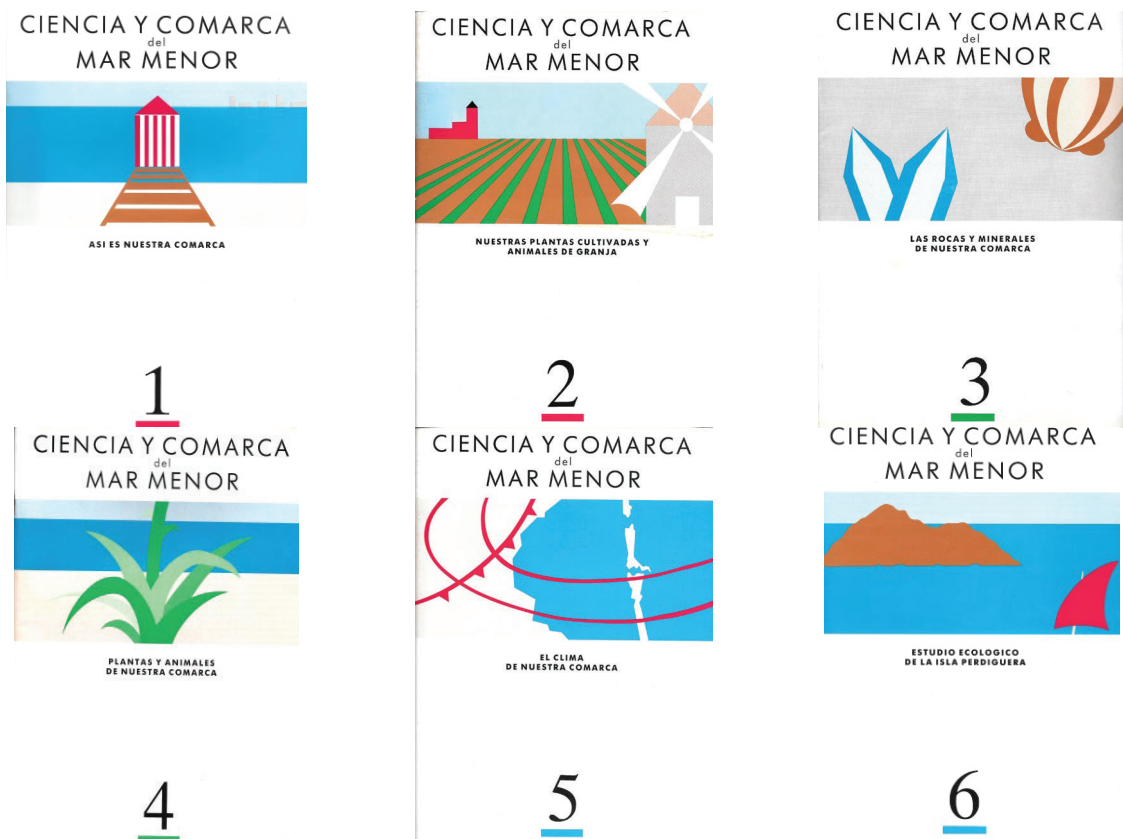 CIENCIA Y COMARCA
del
MAR MENOR
ASI ES NUESTRA COMARCA
1
CIENCIA Y COMARCA
del
MAR MENOR
NUESTRAS PLANTAS CULTIVADAS Y
ANIMALES DE GRANJA
2
CIENCIA Y COMARCA
del
MAR MENOR
LAS ROCAS Y MINERALES
DE NUESTRA COMARCA
3
CIENCIA Y COMARCA
del
MAR MENOR
PLANTAS Y ANIMALES
DE NUESTRA COMARCA
4
CIENCIA Y COMARCA
del
MAR MENOR
EL CLIMA
DE NUESTRA COMARCA
5
CIENCIA Y COMARCA
del
MAR MENOR
ESTUDIO ECOLOGICO
DE LA ISLA PERDIGUERA
6